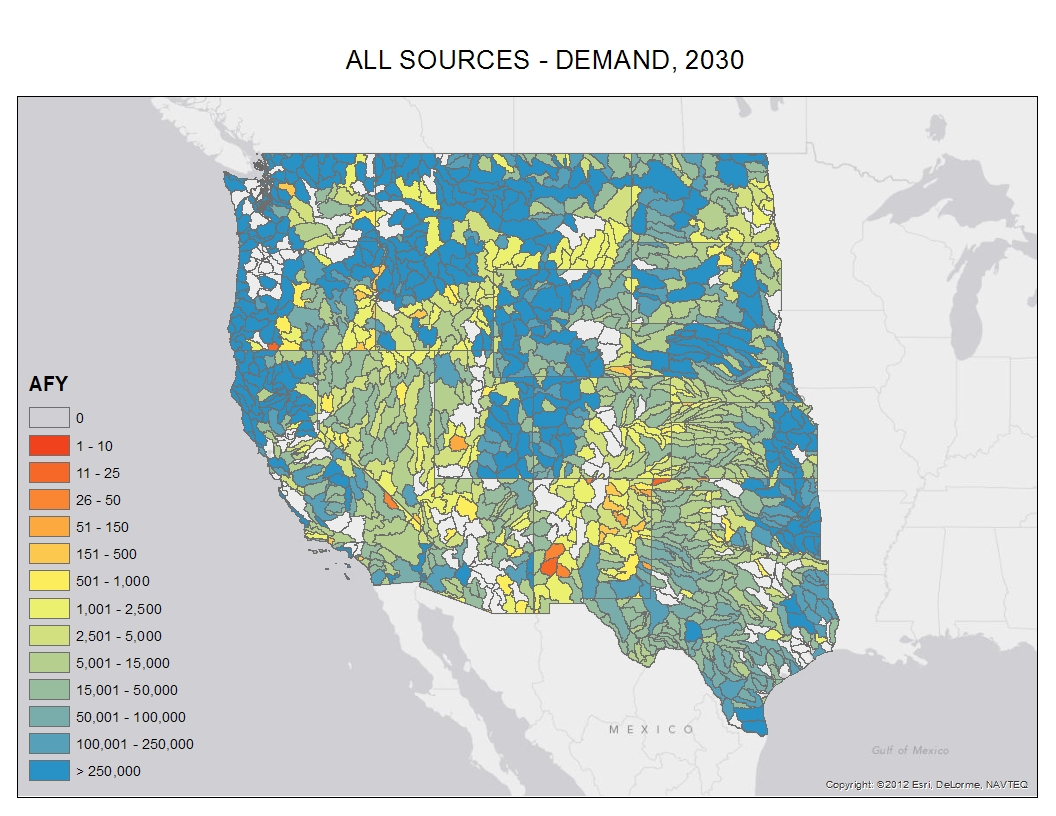 ALL SOURCES - DEMAND, 2030
AFY
0
1 - 10
11 - 25
26 - 50
51 - 150
151 - 500
501 - 1,000
1,001 - 2,500
2,501 - 5,000
5,001 - 15,000
15,001 - 50,000
50,001 - 100,000
100,001 - 250,000
> 250,000
MEXICO
Gulf of Mexico
Copyright: ©2012 Esri, DeLorme, NAVTEQ